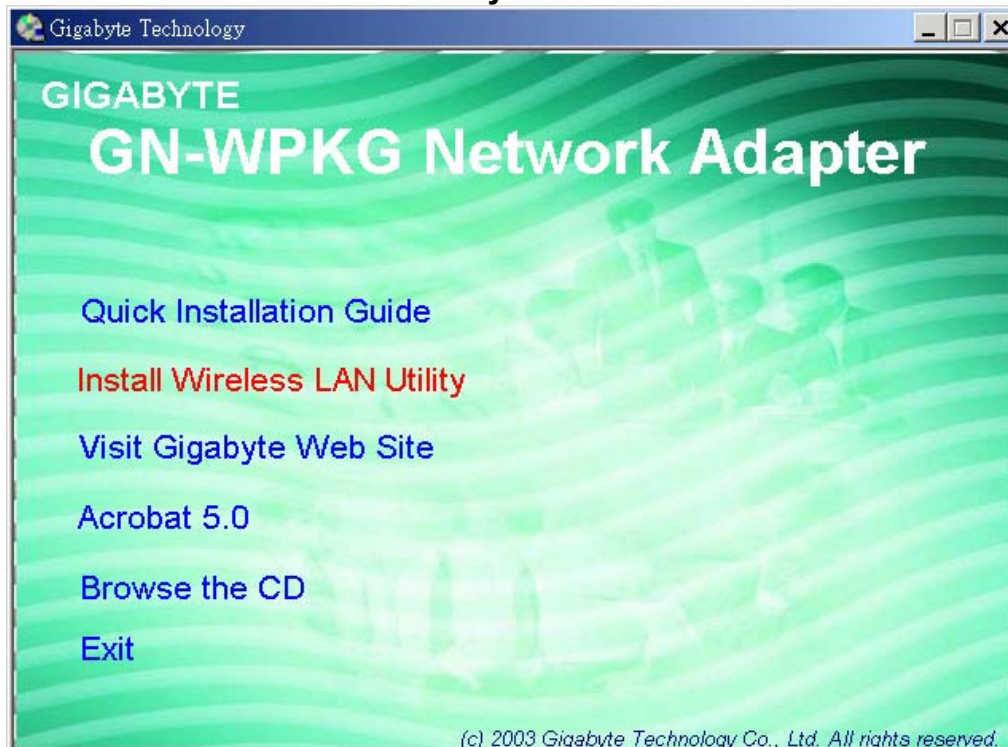 Gigabyte Technology
GIGABYTE
GN-WPKG Network Adapter
Quick Installation Guide
Install Wireless LAN Utility
Visit Gigabyte Web Site
Acrobat 5.0
Browse the CD
Exit
(c) 2003 Gigabyte Technology Co., Ltd. All rights reserved.